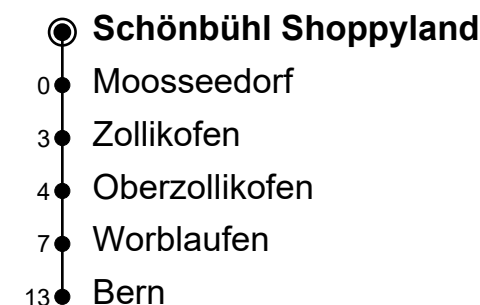 Schönbühl Shoppyland
0 Moosseedorf
3 Zollikofen
4 Oberzollikofen
7 Worblaufen
13 Bern